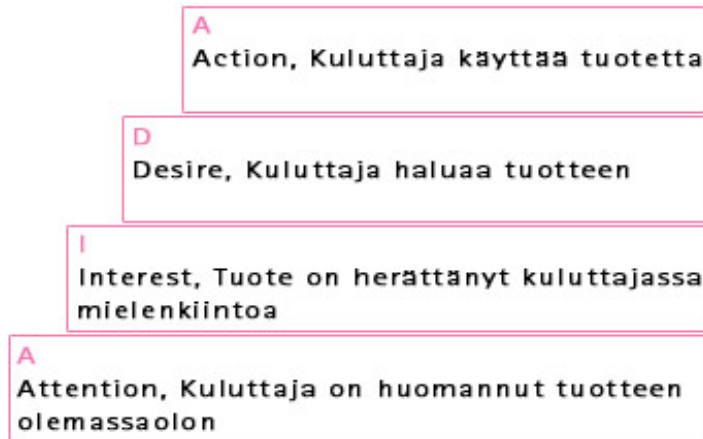 A
Action, Kuluttaja käyttää tuotetta
D
Desire, Kuluttaja haluaa tuotteen
I
Interest, Tuote on herättänyt kuluttajassa
mielenkiintoa
A
Attention, Kuluttaja on huomannut tuotteen
olemassaolon